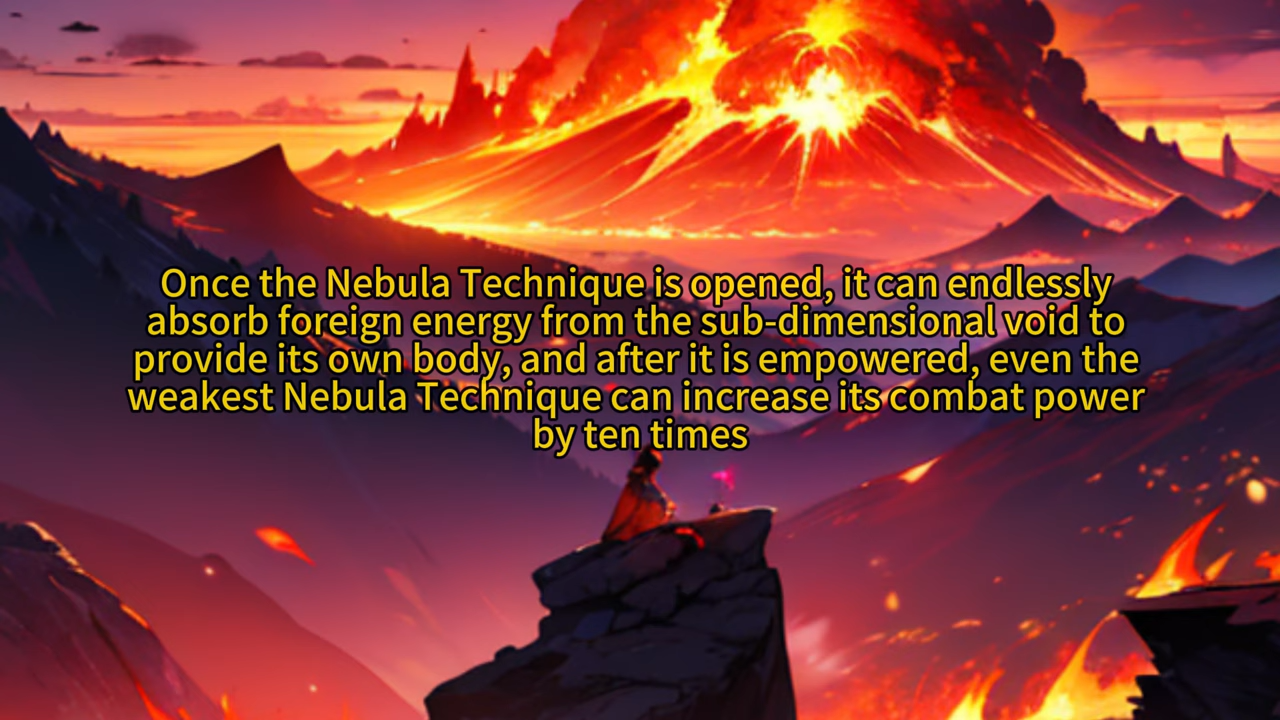 Once the Nebula Technique is opened, it can endlessly
absorb foreign energy from the sub-dimensional void to
provide its own body, and after it is empowered, even the
weakest Nebula Technique can increase its combat power
by ten times